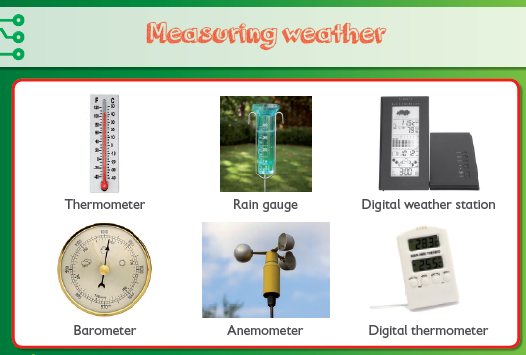 Measuring weather
F C
Thermometer
Rain gauge
Digital weather station
Barometer
Anemometer
Digital thermometer